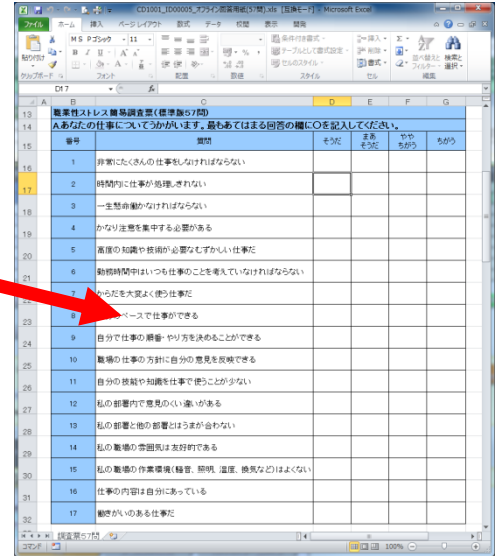 CD1001_ID0005_オフライン回答用紙(57問).xls [互換モード] - Microsoft Excel
ファイル ホーム 挿入 ページレイアウト 数式 データ 校閲 表示 開発
貼り付け
MS Pゴシック 11
条件付き書式
テーブルとして書式設定
セルのスタイル
挿入
削除
書式
並べ替えと フィルター 検索と 選択
クリップボード フォント 配置 数値 スタイル セル 編集
D17 fx
A B C D E F G
13 職業性ストレス簡易調査票(標準版57問)
14 Aあなたの仕事についてうかがいます。最もあてはまる回答の欄に○を記入してください。
15 番号 質問 そうだ まあそうだ ややちがう ちがう
16 1 非常にたくさんの仕事をしなければならない
17 2 時間内に仕事が処理しきれない
18 3 一生懸命働かなければならない
19 4 かなり注意を集中する必要がある
20 5 高度の知識や技術が必要なむずかしい仕事だ
21 6 勤務時間中はいつも仕事のことを考えていなければならない
7 からだを大変よく使う仕事だ
23 8 ペースで仕事ができる
24 9 自分で仕事の順番・やり方を決めることができる
25 10 職場の仕事の方針に自分の意見を反映できる
26 11 自分の技能や知識を仕事で使うことが少ない
27 12 私の部署内で意見のくい違いがある
28 13 私の部署と他の部署とはうまが合わない
29 14 私の職場の雰囲気は友好的である
30 15 私の職場の作業環境(騒音、照明、温度、換気など)はよくない
31 16 仕事の内容は自分にあっている
32 17 働きがいのある仕事だ
調査票57問
コマンド 100%